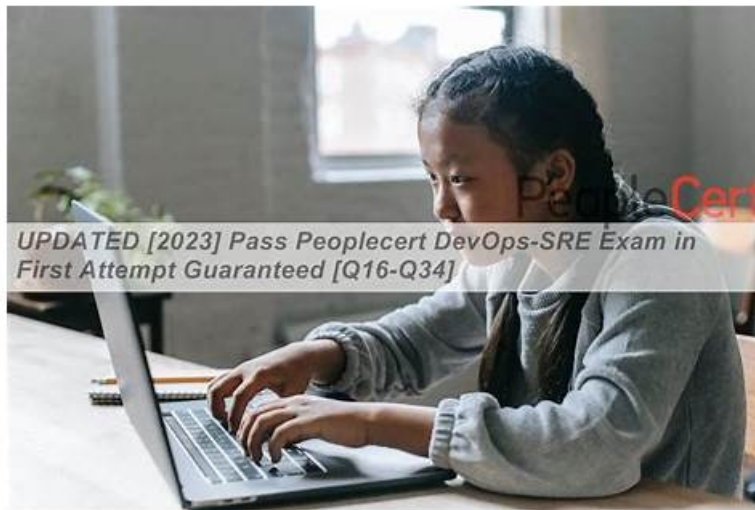 PeopleCert
UPDATED [2023] Pass Peoplecert DevOps-SRE Exam in
First Attempt Guaranteed [Q16-Q34]